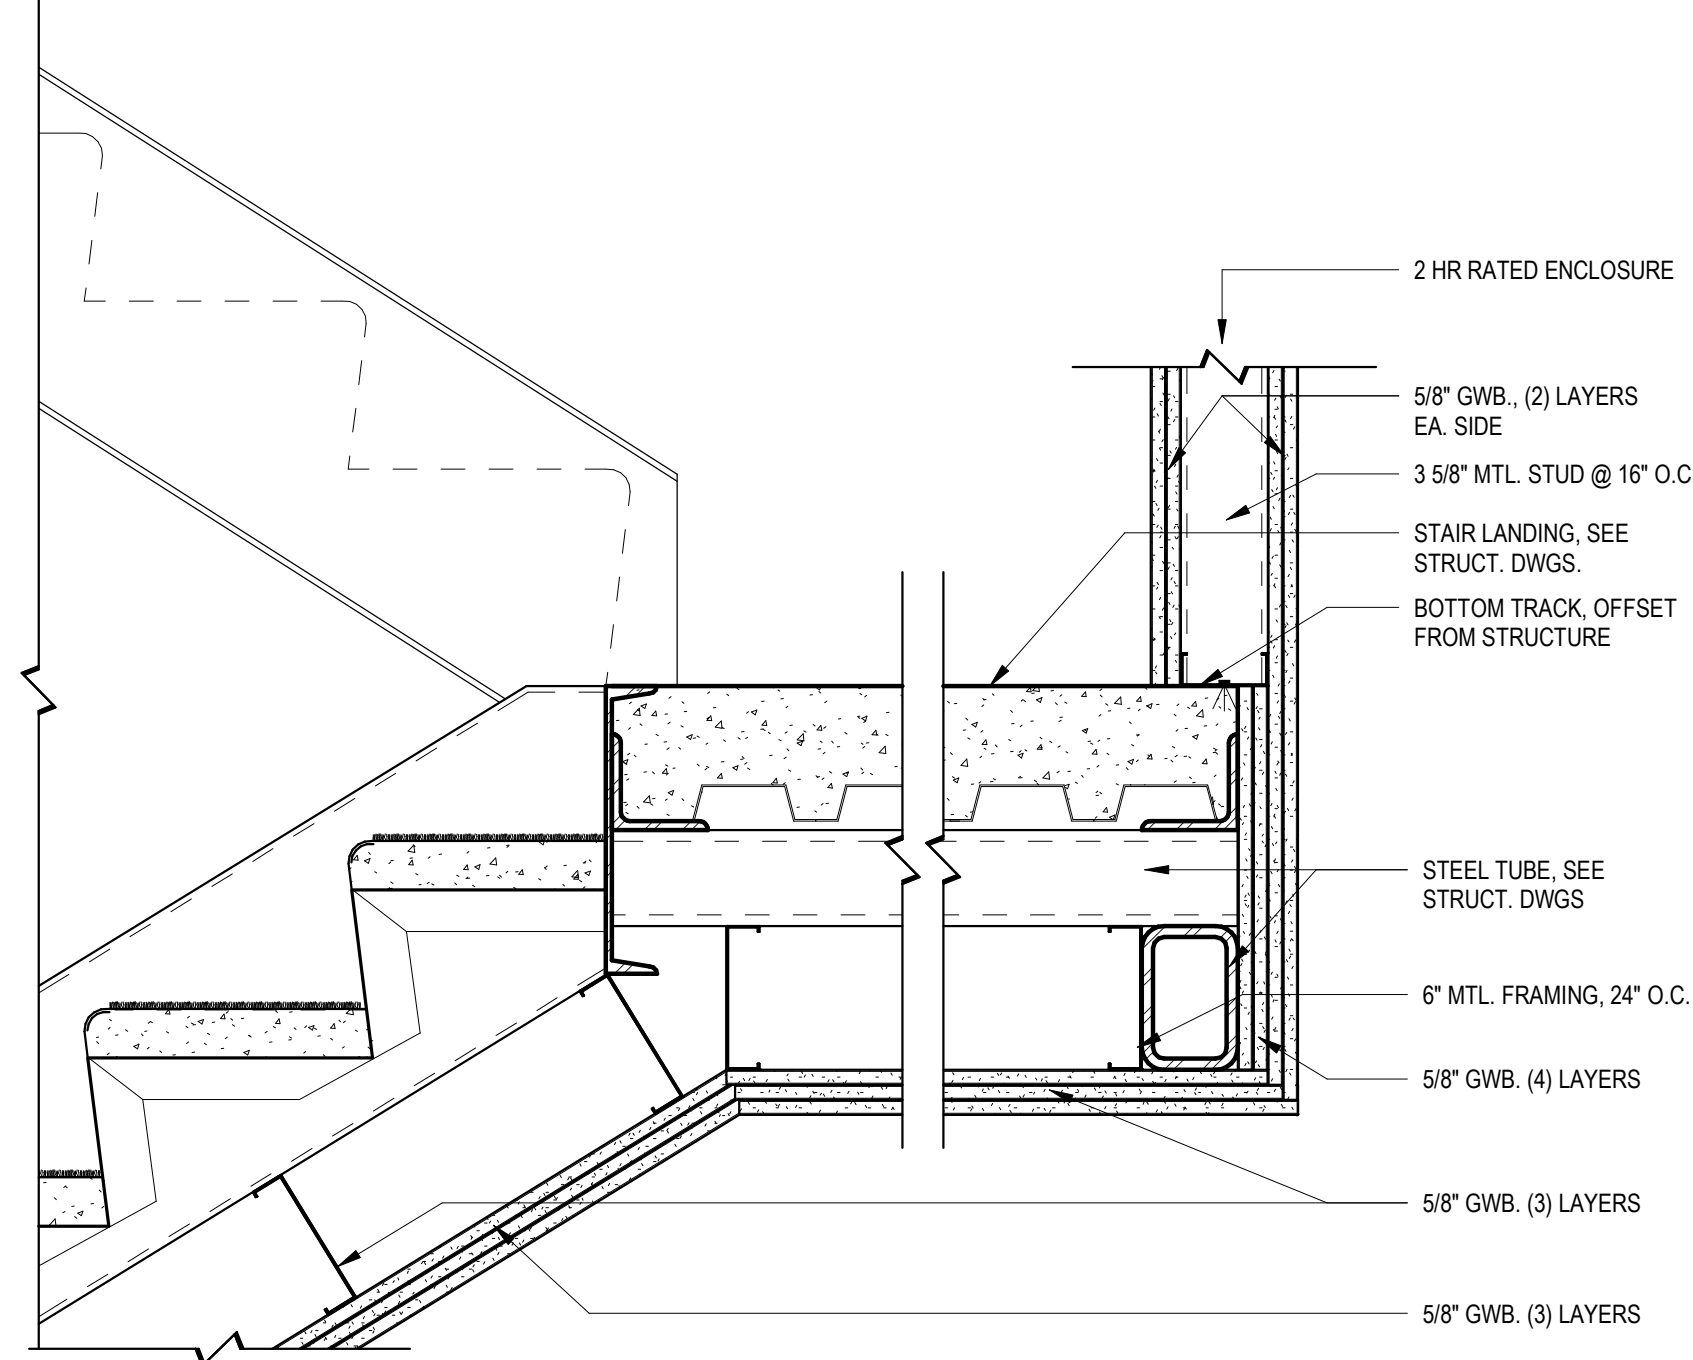 2 HR RATED ENCLOSURE
5/8" GWB., (2) LAYERS
EA. SIDE
3 5/8" MTL. STUD @ 16" O.C
STAIR LANDING, SEE
STRUCT. DWGS.
BOTTOM TRACK, OFFSET
FROM STRUCTURE
STEEL TUBE, SEE
STRUCT. DWGS
6" MTL. FRAMING, 24" O.C.
5/8" GWB. (4) LAYERS
5/8" GWB. (3) LAYERS
5/8" GWB. (3) LAYERS